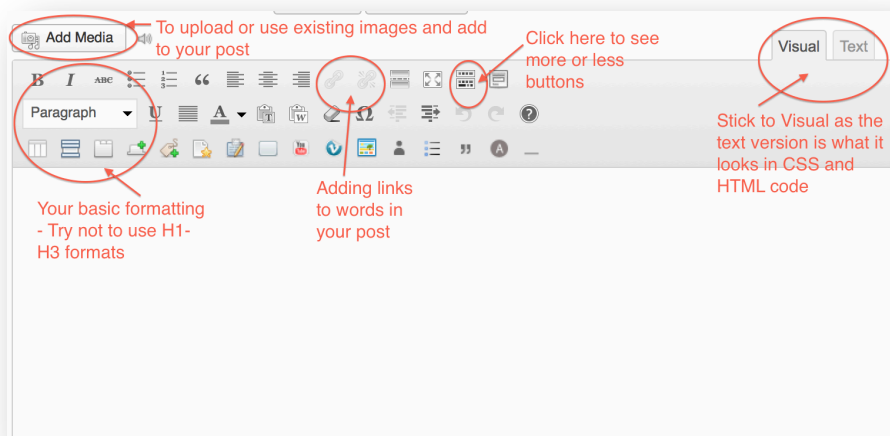 Add Media
To upload or use existing images and add
to your post
Click here to see
more or less
buttons
Visual
Text
B I ABC
Paragraph
U A
Stick to Visual as the
text version is what it
looks in CSS and
HTML code
Adding links
to words in
your post
Your basic formatting
- Try not to use H1-
H3 formats